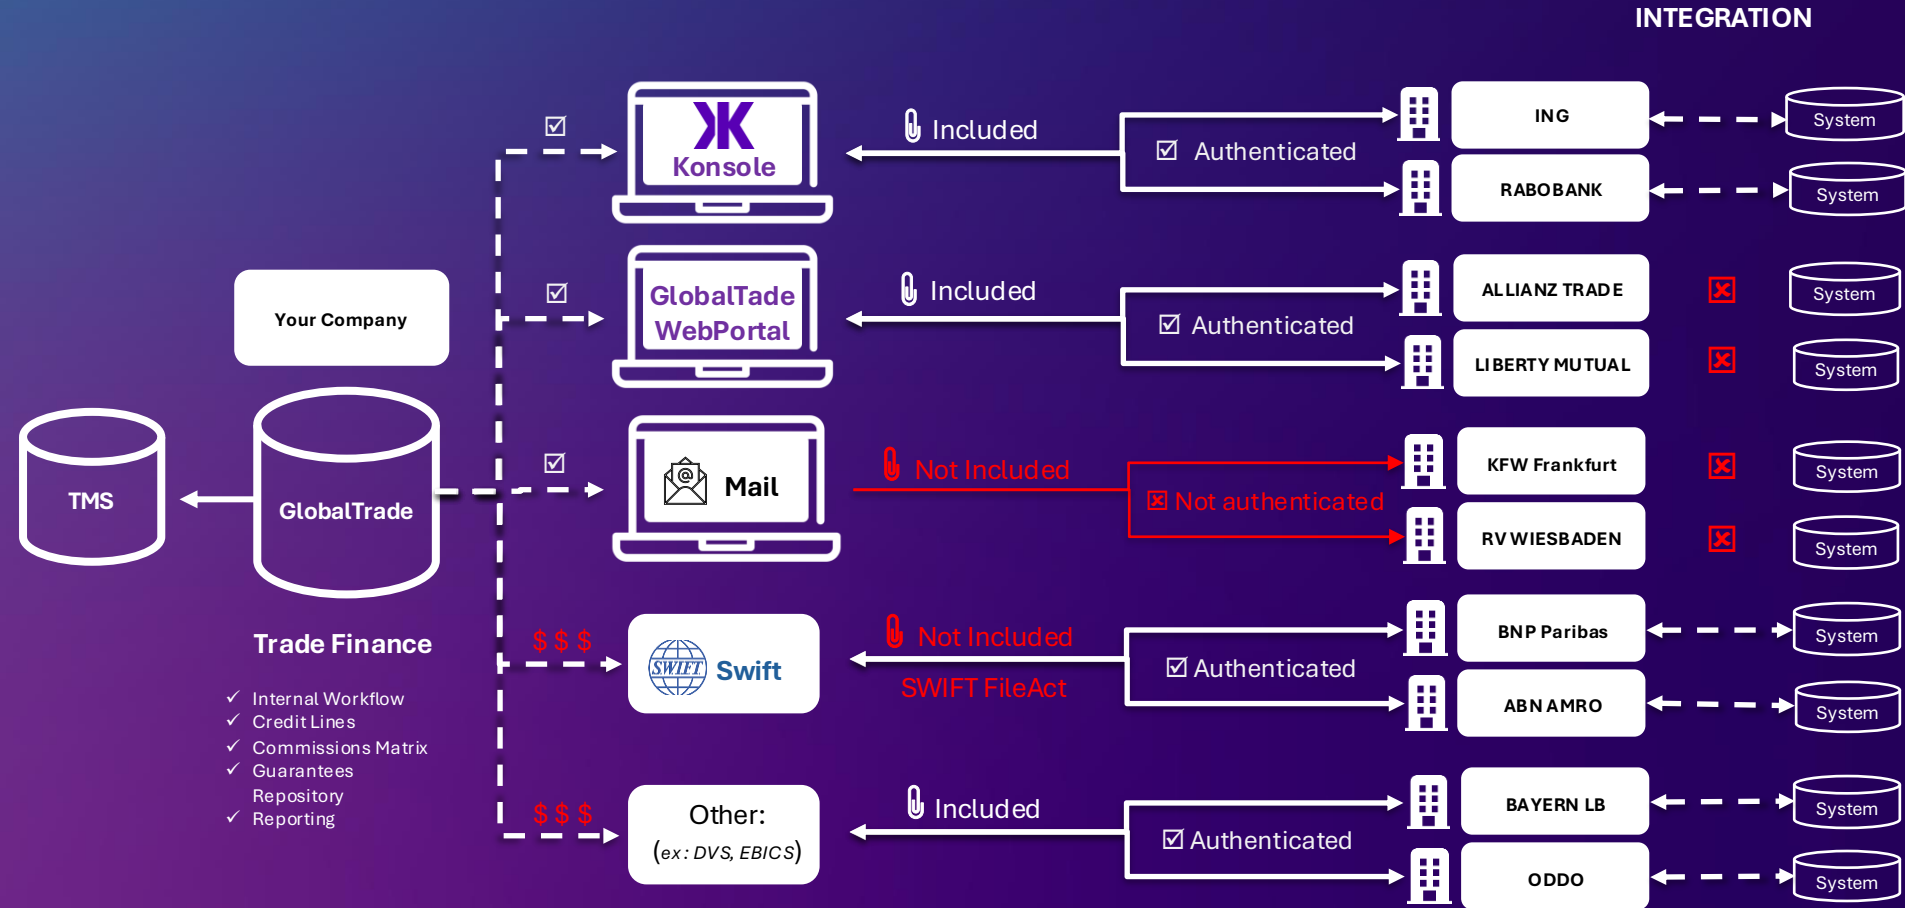 INTEGRATION
Konsole
Included
Authenticated
ING
System
RABOBANK
System
Your Company
GlobalTade
WebPortal
Included
Authenticated
ALLIANZ TRADE
System
LIBERTY MUTUAL
System
TMS
GlobalTrade
@
Mail
Not Included
Not authenticated
KFW Frankfurt
System
RV WIESBADEN
System
Trade Finance
Internal Workflow
Credit Lines
Commissions Matrix
Guarantees
Repository
Reporting
$ $ $
SWIFT
Swift
Not Included
SWIFT FileAct
Authenticated
BNP Paribas
System
ABN AMRO
System
$ $ $
Other:
(ex: DVS, EBICS)
Included
Authenticated
BAYERN LB
System
ODDO
System